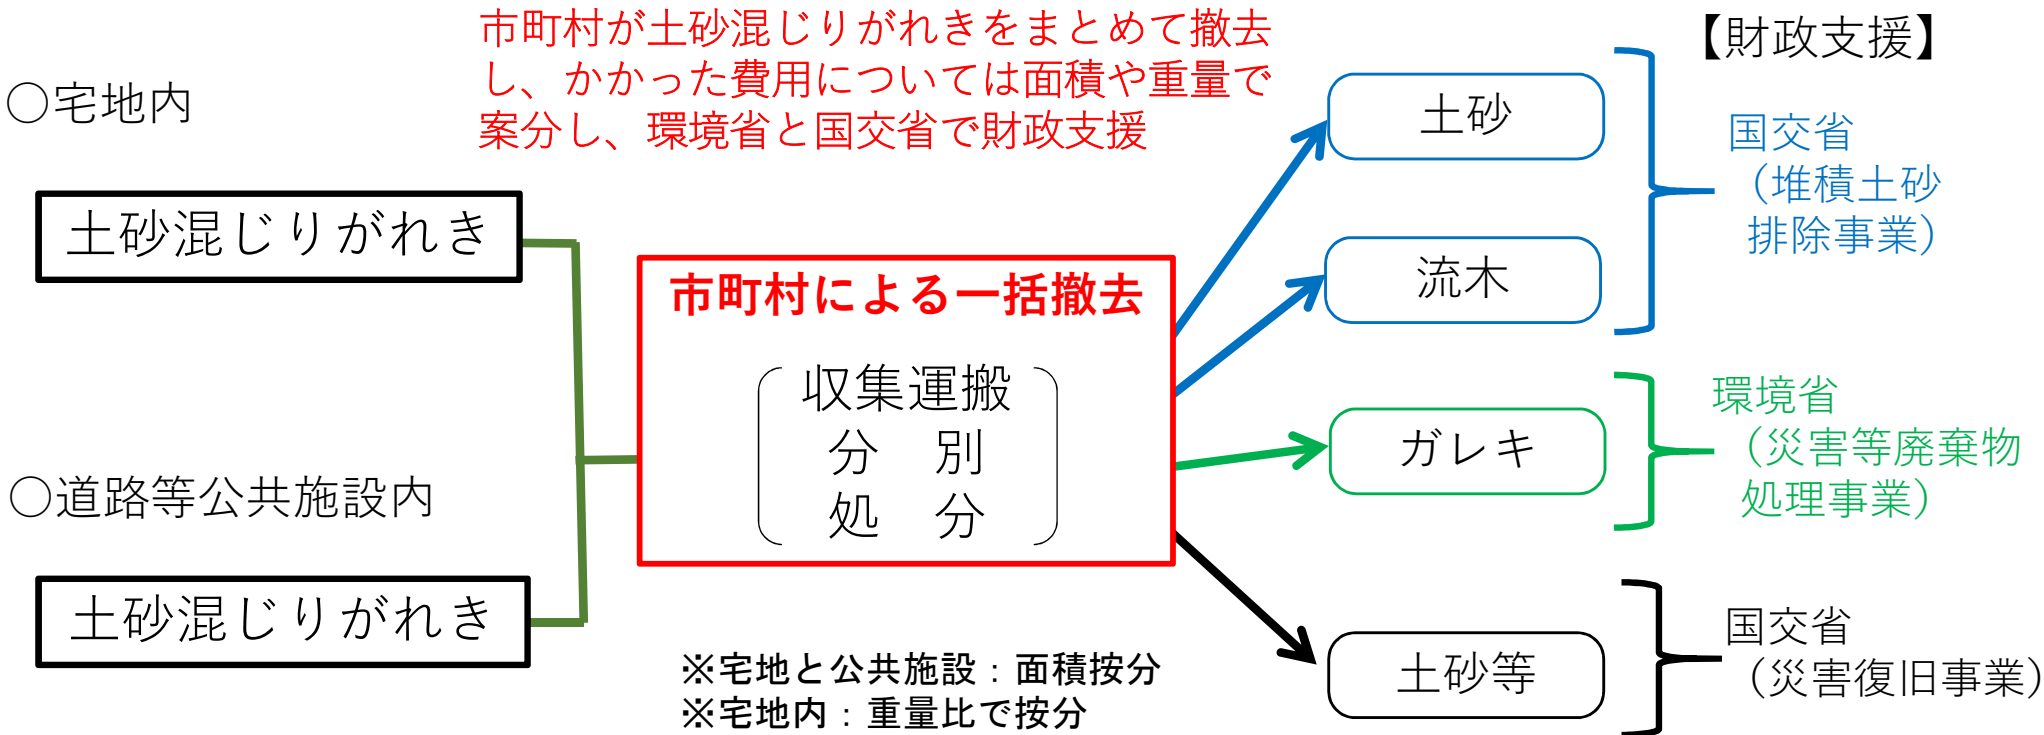 市町村が土砂混じりがれきをまとめて撤去
し、かかった費用については面積や重量で
案分し、環境省と国交省で財政支援
○宅地内
土砂混じりがれき
○道路等公共施設内
土砂混じりがれき
市町村による一括撤去
収集運搬
分　別
処　分
※宅地と公共施設：面積按分
※宅地内：重量比で按分
土砂
流木
ガレキ
土砂等
【財政支援】
国交省
（堆積土砂
排除事業）
環境省
（災害等廃棄物
処理事業）
国交省
（災害復旧事業）